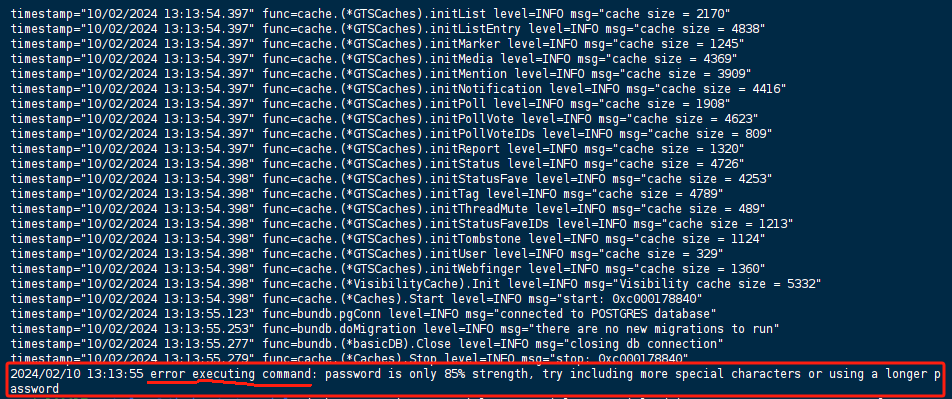 timestamp="10/02/2024 13:13:54.397" func=cache.(*GTSCaches).initList level=INFO msg="cache size = 2170"
timestamp="10/02/2024 13:13:54.397" func=cache.(*GTSCaches).initListEntry level=INFO msg="cache size = 4838"
timestamp="10/02/2024 13:13:54.397" func=cache.(*GTSCaches).initMarker level=INFO msg="cache size = 1245"
timestamp="10/02/2024 13:13:54.397" func=cache.(*GTSCaches).initMedia level=INFO msg="cache size = 4369"
timestamp="10/02/2024 13:13:54.397" func=cache.(*GTSCaches).initMention level=INFO msg="cache size = 3909"
timestamp="10/02/2024 13:13:54.397" func=cache.(*GTSCaches).initNotification level=INFO msg="cache size = 4416"
timestamp="10/02/2024 13:13:54.397" func=cache.(*GTSCaches).initPoll level=INFO msg="cache size = 1908"
timestamp="10/02/2024 13:13:54.397" func=cache.(*GTSCaches).initPollVote level=INFO msg="cache size = 4623"
timestamp="10/02/2024 13:13:54.397" func=cache.(*GTSCaches).initPollVoteIDs level=INFO msg="cache size = 809"
timestamp="10/02/2024 13:13:54.397" func=cache.(*GTSCaches).initReport level=INFO msg="cache size = 1320"
timestamp="10/02/2024 13:13:54.398" func=cache.(*GTSCaches).initStatus level=INFO msg="cache size = 4726"
timestamp="10/02/2024 13:13:54.398" func=cache.(*GTSCaches).initStatusFave level=INFO msg="cache size = 4253"
timestamp="10/02/2024 13:13:54.398" func=cache.(*GTSCaches).initTag level=INFO msg="cache size = 4789"
timestamp="10/02/2024 13:13:54.398" func=cache.(*GTSCaches).initThreadMute level=INFO msg="cache size = 489"
timestamp="10/02/2024 13:13:54.398" func=cache.(*GTSCaches).initStatusFaveIDs level=INFO msg="cache size = 1213"
timestamp="10/02/2024 13:13:54.398" func=cache.(*GTSCaches).initTombstone level=INFO msg="cache size = 1124"
timestamp="10/02/2024 13:13:54.398" func=cache.(*GTSCaches).initUser level=INFO msg="cache size = 329"
timestamp="10/02/2024 13:13:54.398" func=cache.(*GTSCaches).initWebfinger level=INFO msg="cache size = 1360"
timestamp="10/02/2024 13:13:54.398" func=cache.(*VisibilityCache).Init level=INFO msg="Visibility cache size = 5332"
timestamp="10/02/2024 13:13:54.398" func=cache.(*Caches).Start level=INFO msg="start: 0xc000178840"
timestamp="10/02/2024 13:13:55.123" func=bundb.pgConn level=INFO msg="connected to POSTGRES database"
timestamp="10/02/2024 13:13:55.253" func=bundb.doMigration level=INFO msg="there are no new migrations to run"
timestamp="10/02/2024 13:13:55.277" func=bundb.(*basicDB).Close level=INFO msg="closing db connection"
timestamp="10/02/2024 13:13:55.279" func=cache.(*Caches).Stop level=INFO msg="stop: 0xc000178840"
2024/02/10 13:13:55 error executing command: password is only 85% strength, try including more special characters or using a longer p
assword